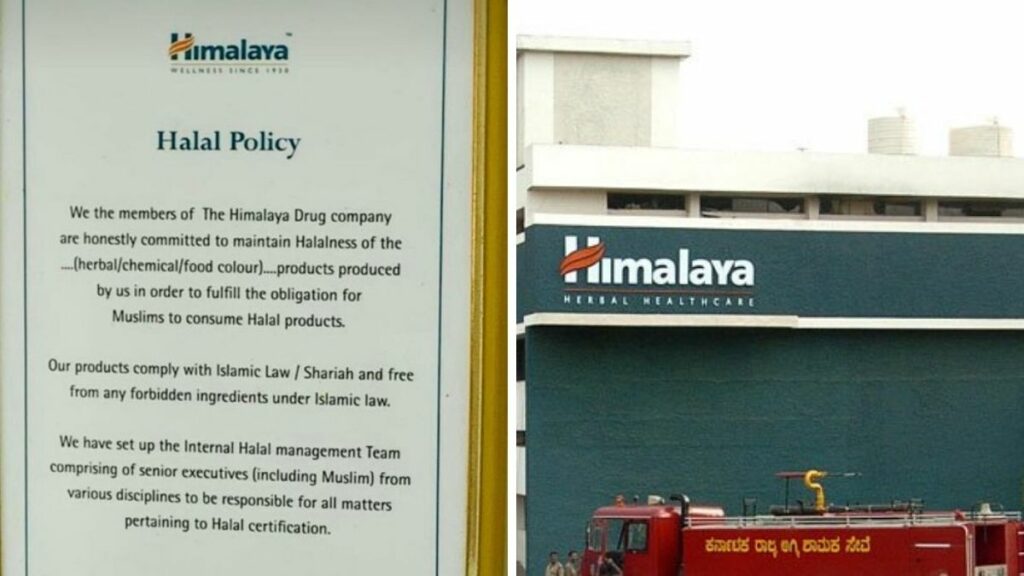 Himalaya™
WELLNESS SINCE 1930
Halal Policy
We the members of The Himalaya Drug company
are honestly committed to maintain Halalness of the
....(herbal/chemical/food colour)....products produced
by us in order to fulfill the obligation for
Muslims to consume Halal products.
Our products comply with Islamic Law / Shariah and free
from any forbidden ingredients under Islamic law.
We have set up the Internal Halal management Team
comprising of senior executives (including Muslim) from
various disciplines to be responsible for all matters
pertaining to Halal certification.
Himalaya
HERBAL HEALTHCARE
ಕರ್ನಾಟಕ ರಾಜ್ಯ ಅಗ್ನಿ ಶಾಮಕ ಸೇವೆ